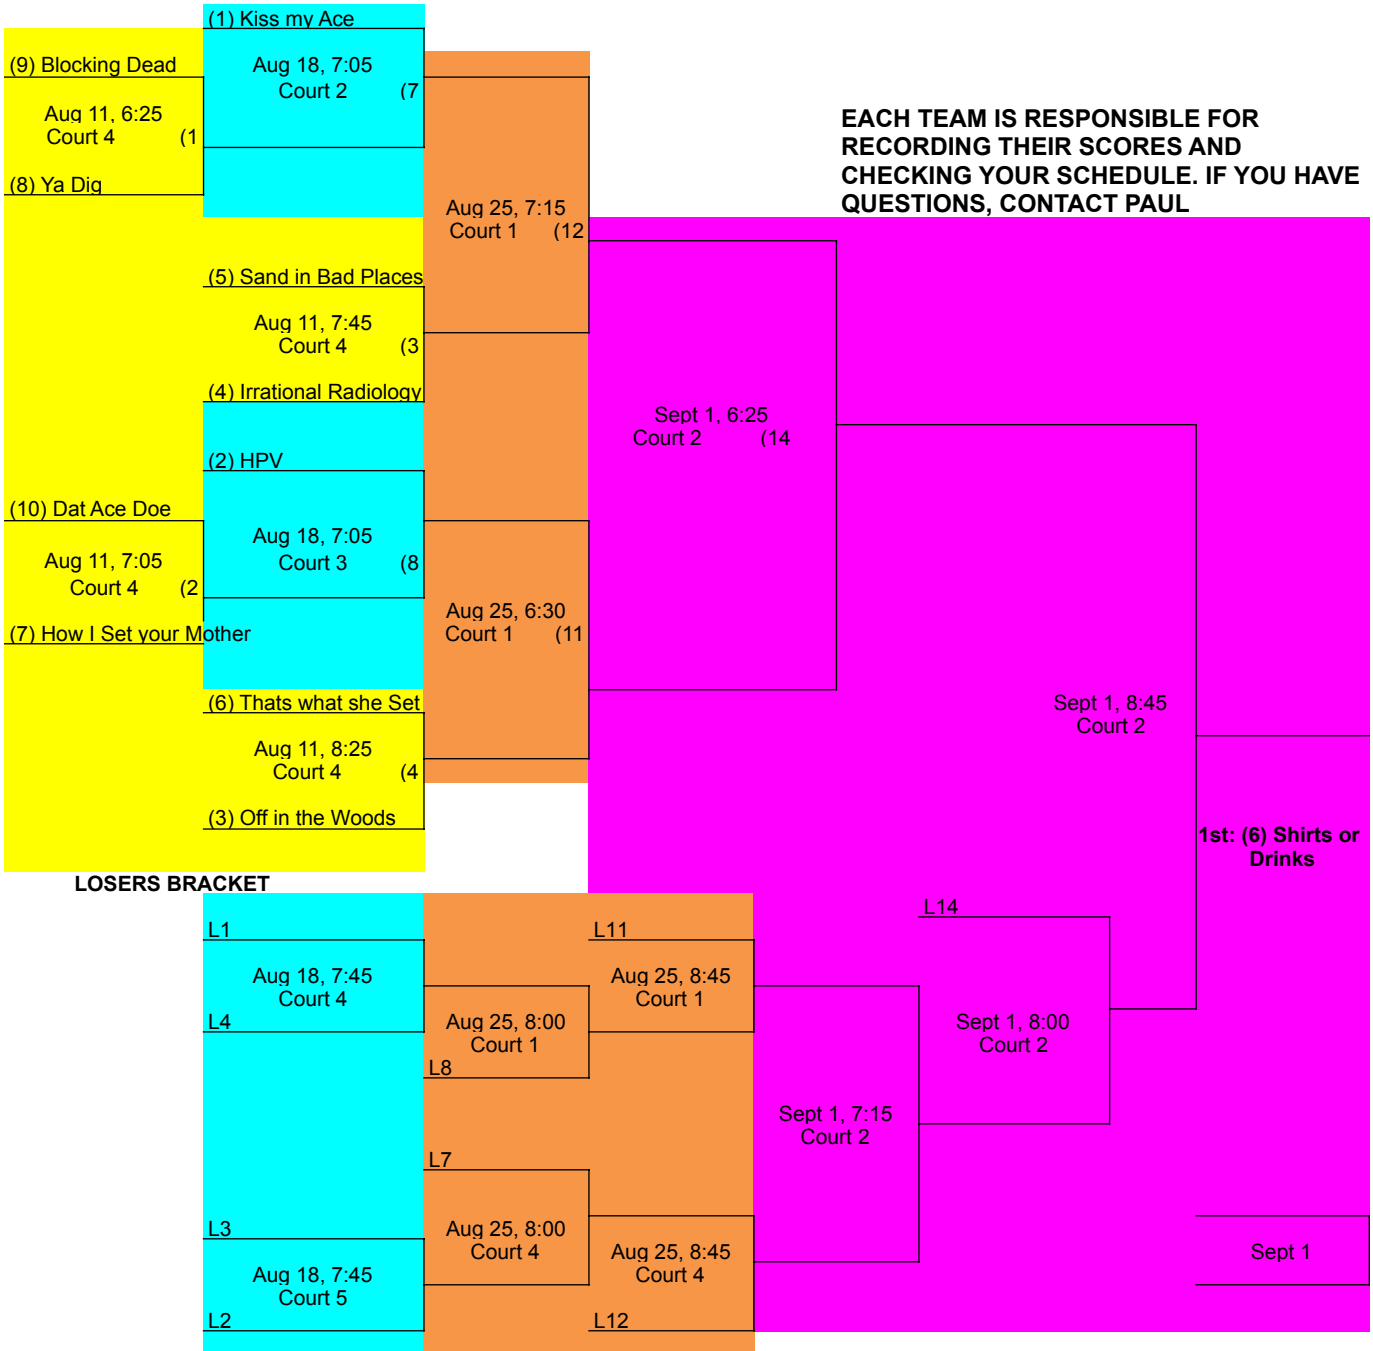 (1) Kiss my Ace
(9) Blocking Dead
Aug 18, 7:05
Court 2 (7
Aug 11, 6:25
Court 4 (1
(8) Ya Dig
EACH TEAM IS RESPONSIBLE FOR
RECORDING THEIR SCORES AND
CHECKING YOUR SCHEDULE. IF YOU HAVE
QUESTIONS, CONTACT PAUL
Aug 25, 7:15
Court 1 (12
(5) Sand in Bad Places
Aug 11, 7:45
Court 4 (3
(4) Irrational Radiology
Sept 1, 6:25
Court 2 (14
(2) HPV
(10) Dat Ace Doe
Aug 18, 7:05
Court 3 (8
Aug 11, 7:05
Court 4 (2
Aug 25, 6:30
Court 1 (11
(7) How I Set your Mother
(6) Thats what she Set
Sept 1, 8:45
Court 2
Aug 11, 8:25
Court 4 (4
(3) Off in the Woods
1st: (6) Shirts or
Drinks
LOSERS BRACKET
L1
L11
L14
Aug 18, 7:45
Court 4
Aug 25, 8:45
Court 1
L4
Aug 25, 8:00
Court 1
Sept 1, 8:00
Court 2
L8
Sept 1, 7:15
Court 2
L7
L3
Aug 25, 8:00
Court 4
Aug 25, 8:45
Court 4
Sept 1
Aug 18, 7:45
Court 5
L2
L12